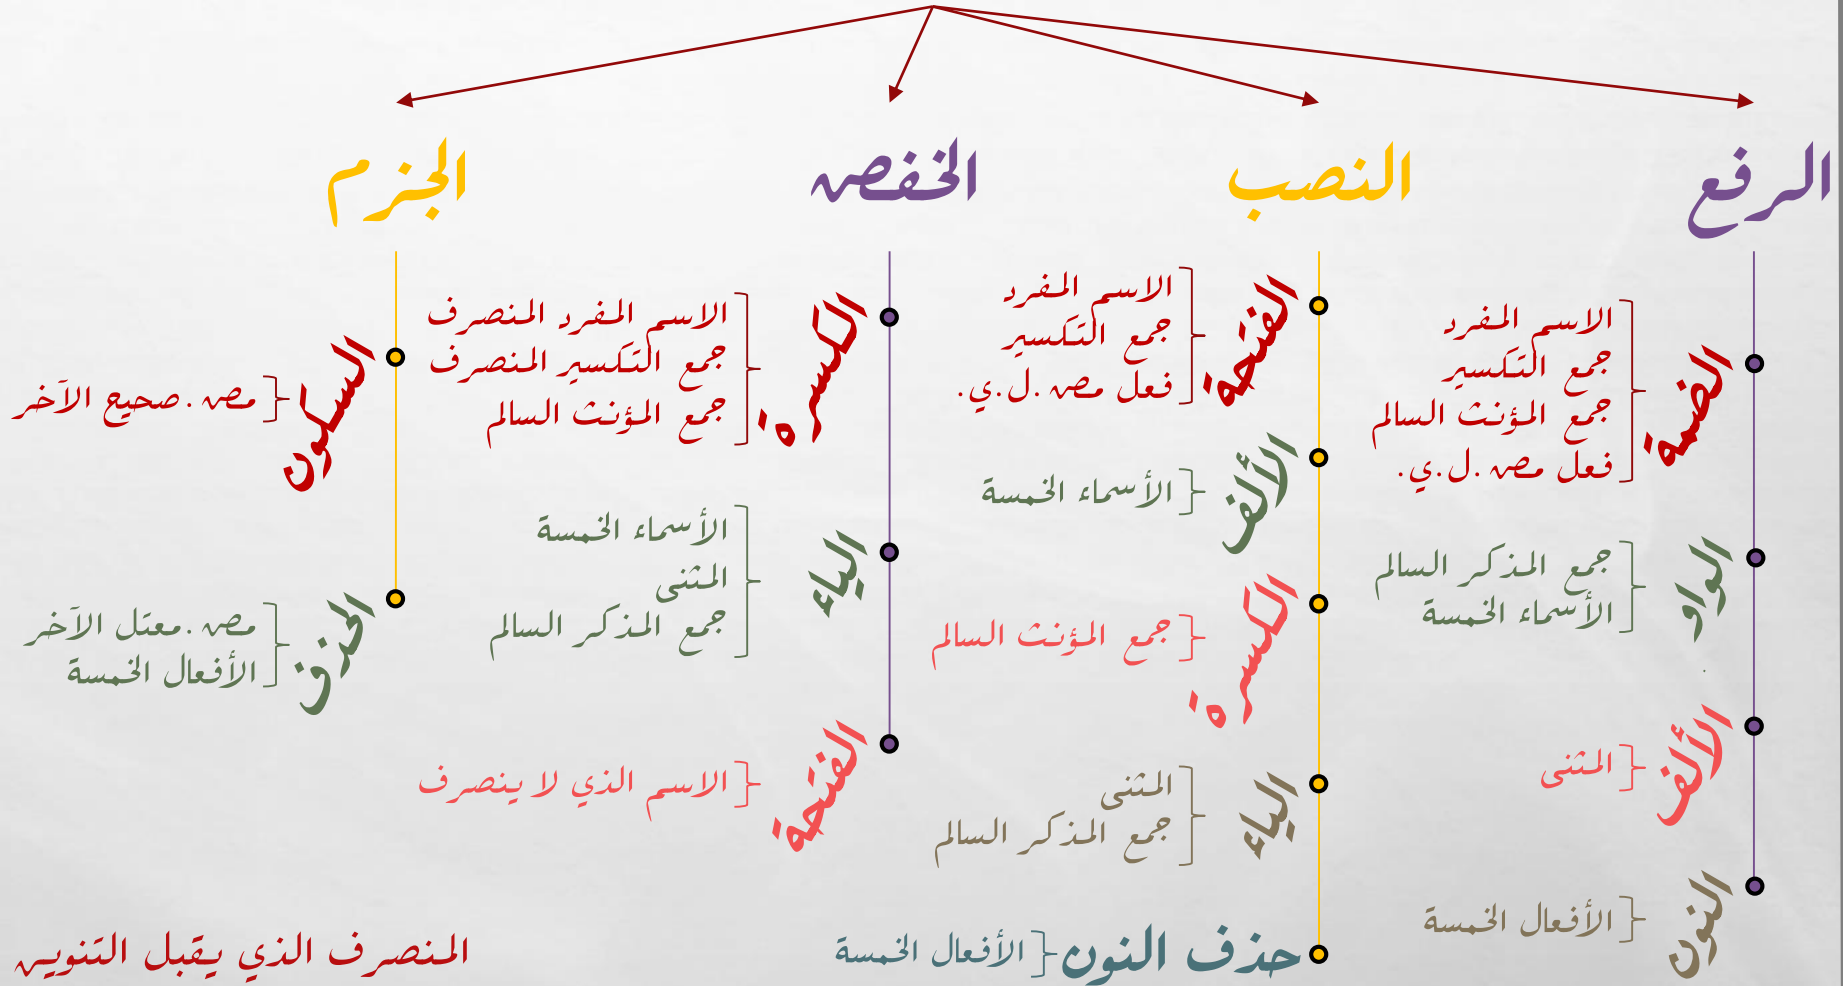 الرفع
الضمة
الاسم المفرد
جمع التكسير
جمع المؤنث السالم
فعل مض.ل.ي.
الواو
جمع المذكر السالم
الأسماء الخمسة
الألف
المثنى
النون
الأفعال الخمسة
النصب
الفتحة
الاسم المفرد
جمع التكسير
فعل مض.ل.ي.
الألف
الأسماء الخمسة
الكسرة
جمع المؤنث السالم
الياء
المثنى
جمع المذكر السالم
حذف النون
الأفعال الخمسة
الخفض
الكسرة
الاسم المفرد المنصرف
جمع التكسير المنصرف
جمع المؤنث السالم
الياء
الأسماء الخمسة
المثنى
جمع المذكر السالم
الفتحة
الاسم الذي لا ينصرف
الجزم
السكون
مض.صحيح الآخر
الحذف
مض.معتل الآخر
الأفعال الخمسة
المنصرف الذي يقبل التنوين